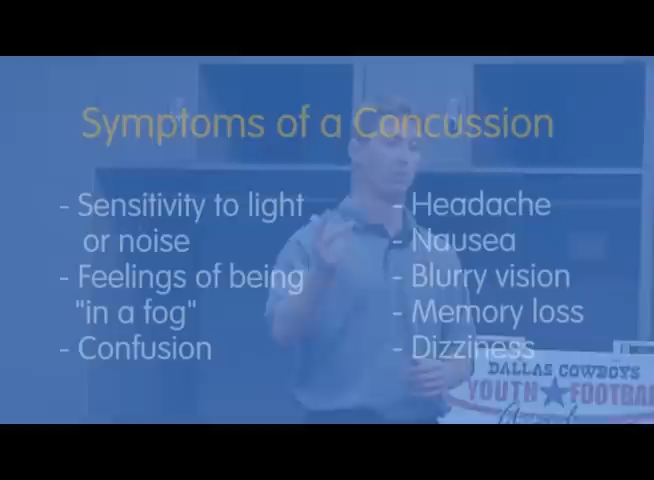 Symptoms of a Concussion
- Sensitivity to light
or noise
- Feelings of being
"in a fog"
- Confusion
- Headache
- Nausea
- Blurry vision
- Memory loss
- Dizziness
DALLAS COWBOYS
YOUTH FOOTBALL